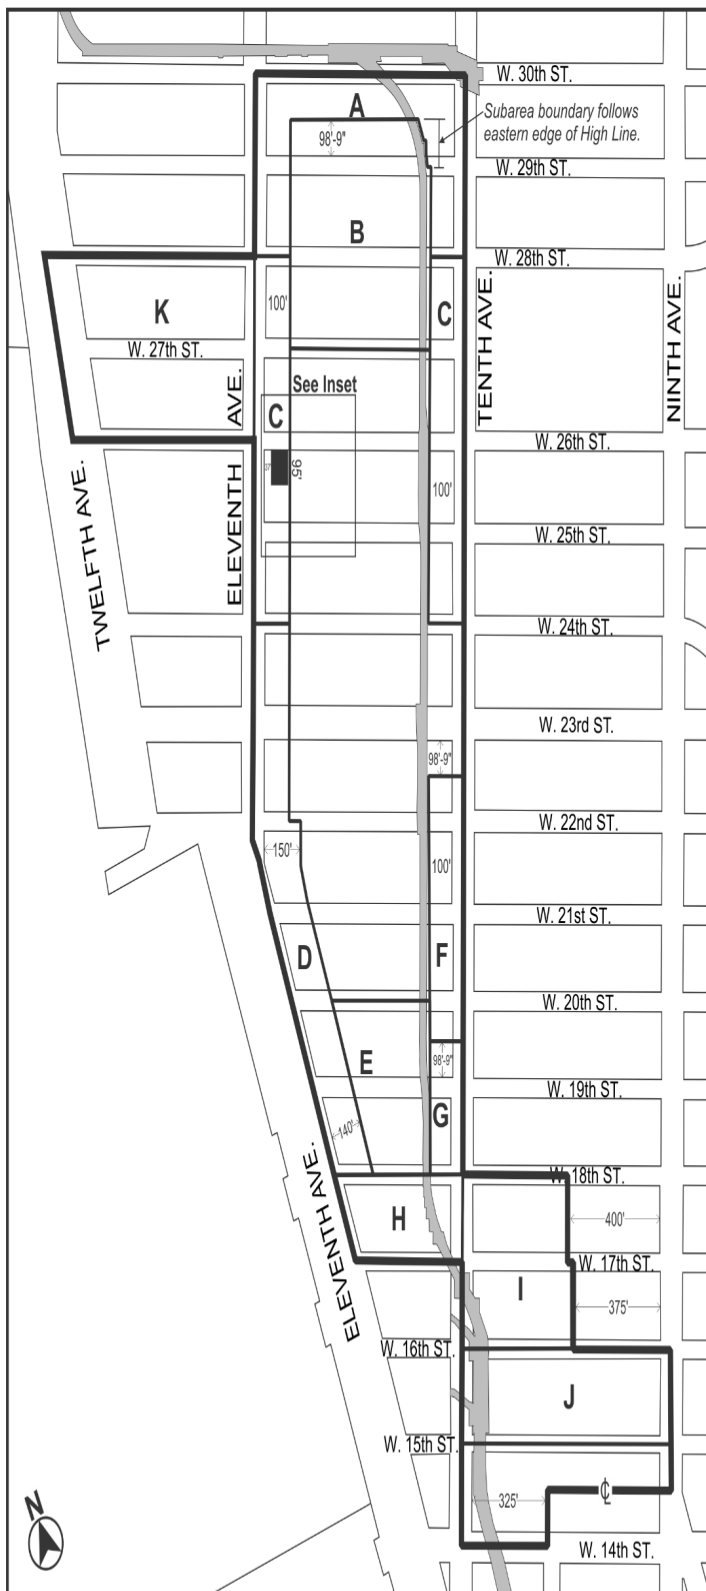 W. 30th ST.
A
Subarea boundary follows
eastern edge of High Line.
98'-9"
W. 29th ST.
B
W. 28th ST.
K
100'
C
TENTH AVE.
NINTH AVE.
W. 27th ST.
See Inset
C
ELEVENTH AVE.
W. 26th ST.
95'
100'
TWELFTH AVE.
W. 25th ST.
W. 24th ST.
W. 23rd ST.
98'-9"
W. 22nd ST.
150'
100'
W. 21st ST.
D
F
W. 20th ST.
E
98'-9"
W. 19th ST.
G
140'
W. 18th ST.
ELEVENTH AVE.
H
400'
W. 17th ST.
I
375'
W. 16th ST.
J
W. 15th ST.
325'
℄
N
W. 14th ST.